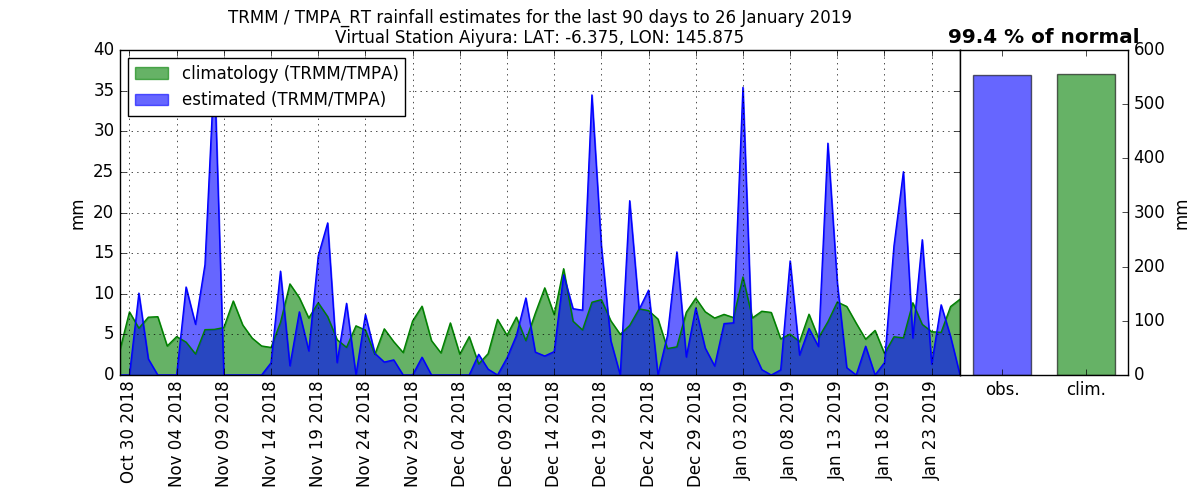 TRMM / TMPA_RT rainfall estimates for the last 90 days to 26 January 2019
Virtual Station Aiyura: LAT: -6.375, LON: 145.875
99.4 % of normal
climatology (TRMM/TMPA)
estimated (TRMM/TMPA)
mm
40
35
30
25
20
15
10
5
0
Oct 30 2018
Nov 04 2018
Nov 09 2018
Nov 14 2018
Nov 19 2018
Nov 24 2018
Nov 29 2018
Dec 04 2018
Dec 09 2018
Dec 14 2018
Dec 19 2018
Dec 24 2018
Dec 29 2018
Jan 03 2019
Jan 08 2019
Jan 13 2019
Jan 18 2019
Jan 23 2019
obs.
clim.
600
500
400
300
200
100
0
mm